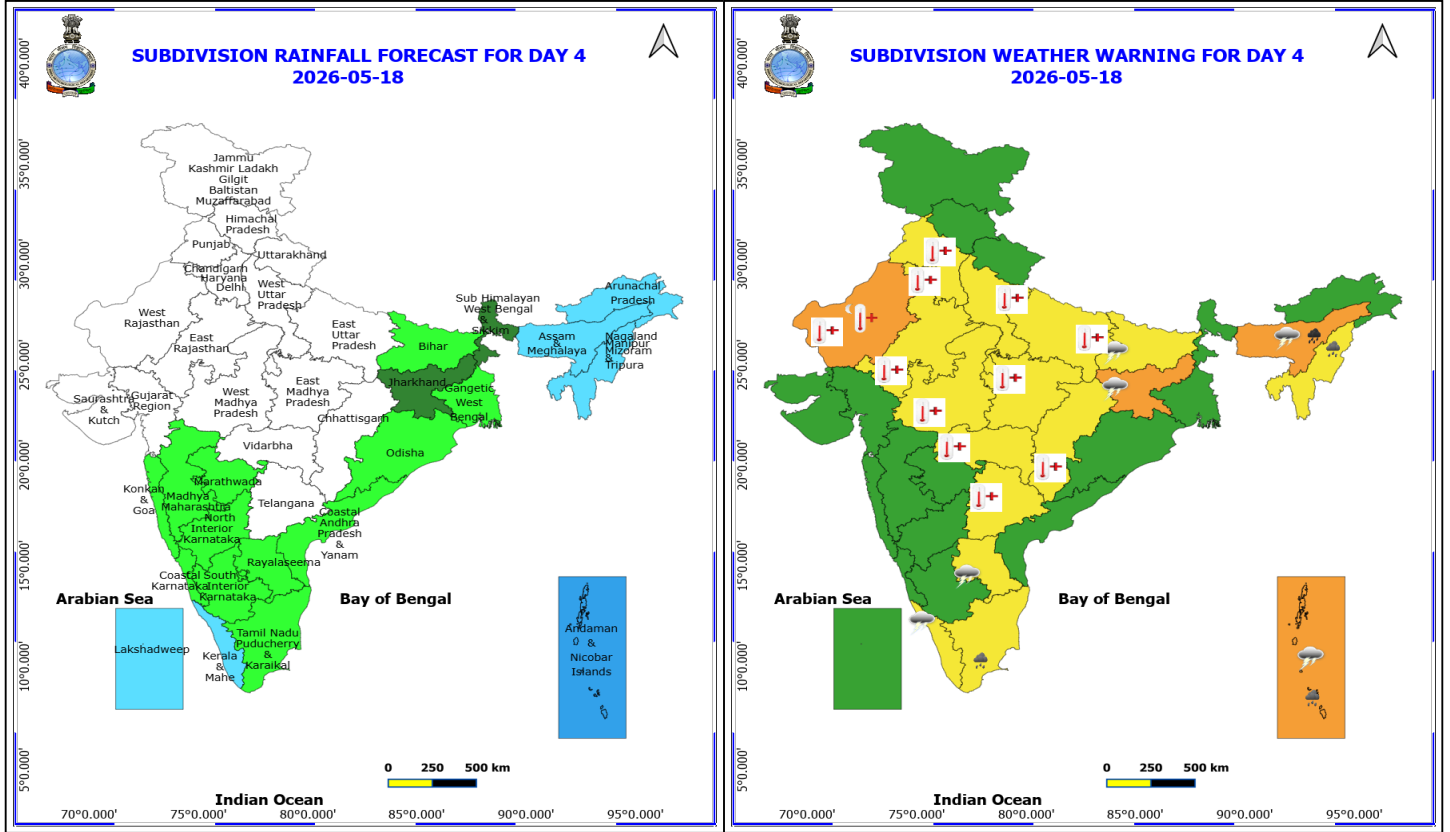 SUBDIVISION RAINFALL FORECAST FOR DAY 4
2026-05-18
40°0.000'
35°0.000'
30°0.000'
25°0.000'
20°0.000'
15°0.000'
10°0.000'
5°0.000'
Jammu
Kashmir Ladakh
Gilgit
Baltistan
Muzaffarabad
Himachal
Pradesh
Punjab
Uttarakhand
Chandigarh
Haryana
Delhi
West
Uttar
Pradesh
Arunachal
Pradesh
Sub Himalayan
West Bengal
&
Sikkim
West
Rajasthan
East
Rajasthan
East
Uttar
Pradesh
Bihar
Assam
&
Meghalaya
Nagaland
Manipur
Mizoram
&
Tripura
Jharkhand
Gangetic
West
Bengal
Saurashtra
&
Kutch
Gujarat
Region
West
Madhya
Pradesh
East
Madhya
Pradesh
Chhattisgarh
Vidarbha
Odisha
Konkan
&
Goa
Marathwada
Madhya
Maharashtra
North
Interior
Karnataka
Telangana
Coastal
Andhra
Pradesh
&
Yanam
Rayalaseema
Coastal
Karnataka
South
Interior
Karnataka
Arabian Sea
Bay of Bengal
Lakshadweep
Kerala
&
Mahe
Tamil Nadu
Puducherry
&
Karaikal
Andaman
&
Nicobar
Islands
0 250 500 km
Indian Ocean
70°0.000' 75°0.000' 80°0.000' 85°0.000' 90°0.000' 95°0.000'
SUBDIVISION WEATHER WARNING FOR DAY 4
2026-05-18
40°0.000'
35°0.000'
30°0.000'
25°0.000'
20°0.000'
15°0.000'
10°0.000'
5°0.000'
Arabian Sea
Bay of Bengal
0 250 500 km
Indian Ocean
70°0.000' 75°0.000' 80°0.000' 85°0.000' 90°0.000' 95°0.000'